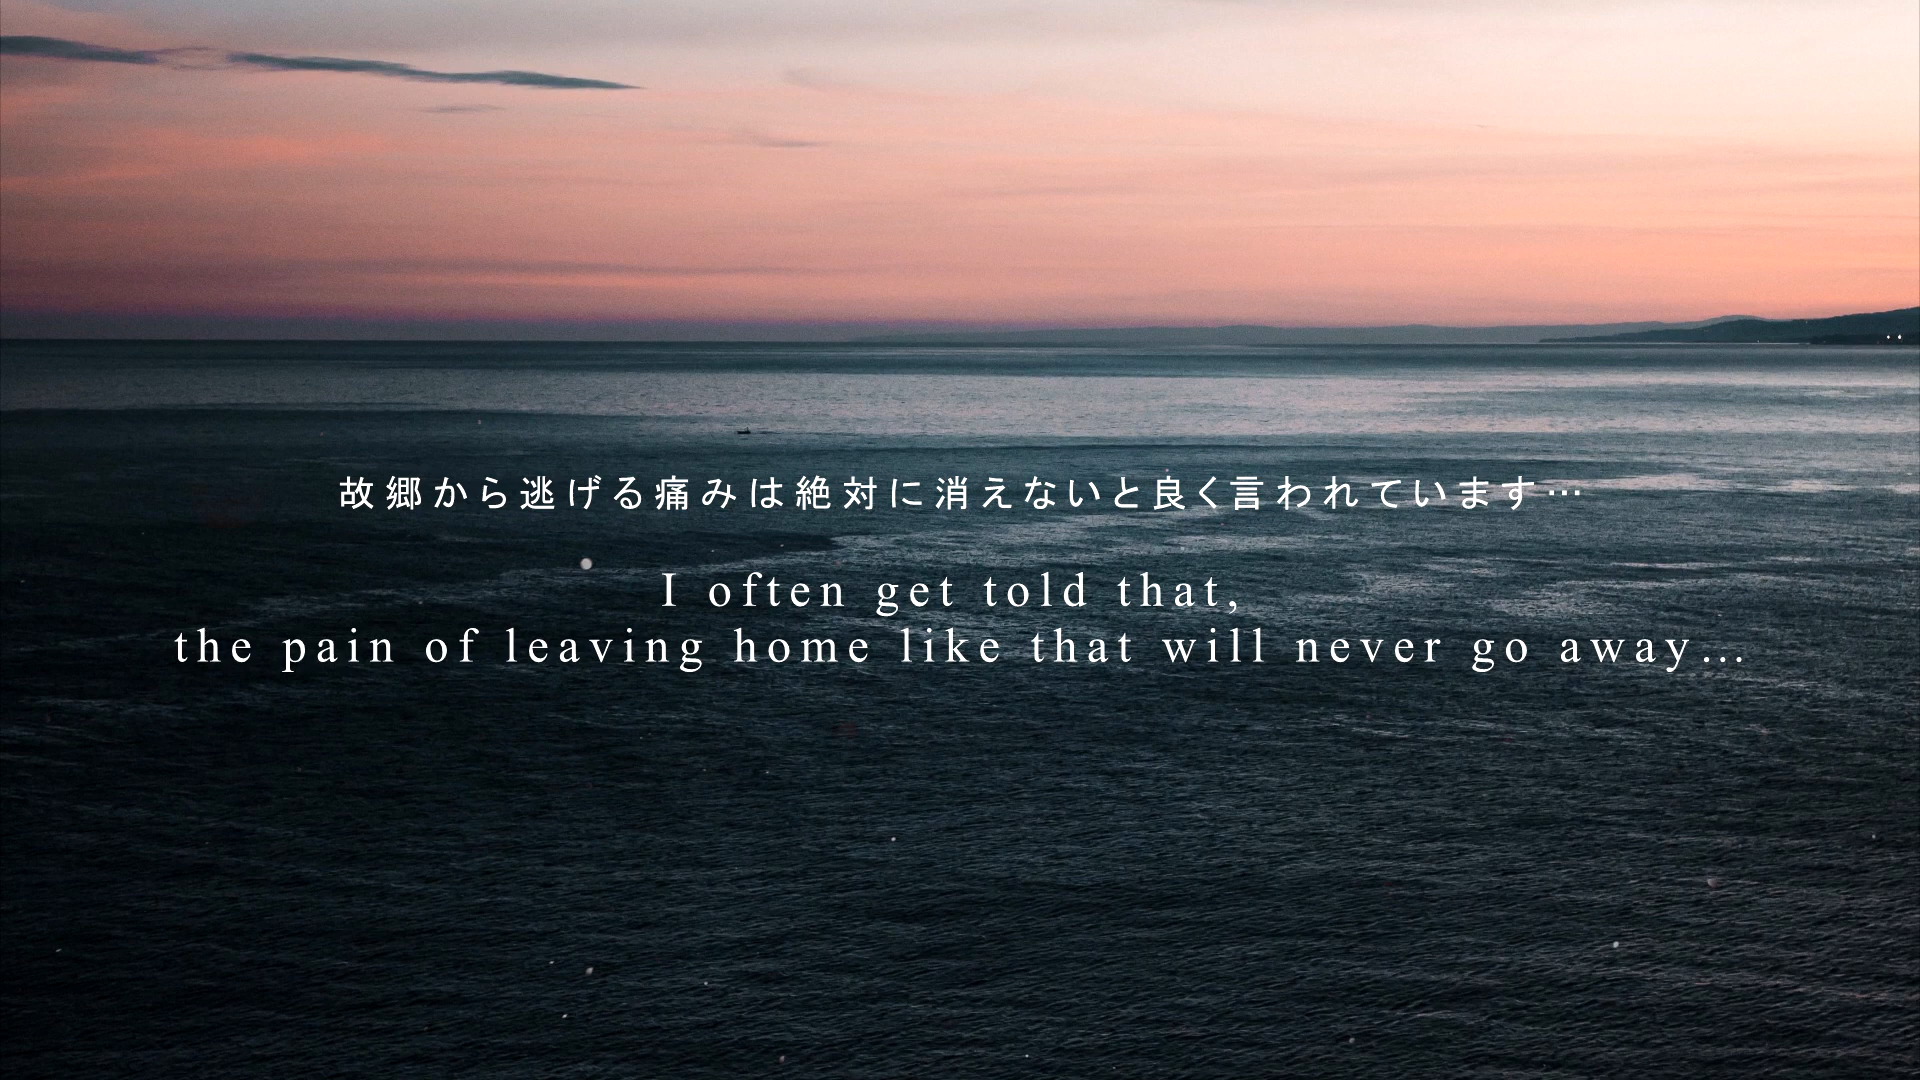 故郷から逃げる痛みは絶対に消えないと良く言われています…
I often get told that,
the pain of leaving home like that will never go away...